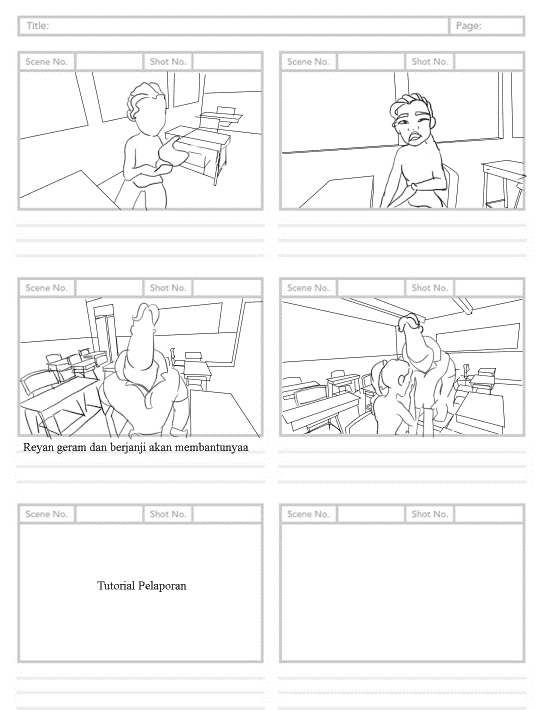 Title: Page:
Scene No. Shot No. Scene No. Shot No.
Scene No. Shot No. Scene No. Shot No.
Reyan geram dan berjanji akan membantunyaa
Scene No. Shot No. Scene No. Shot No.
Tutorial Pelaporan